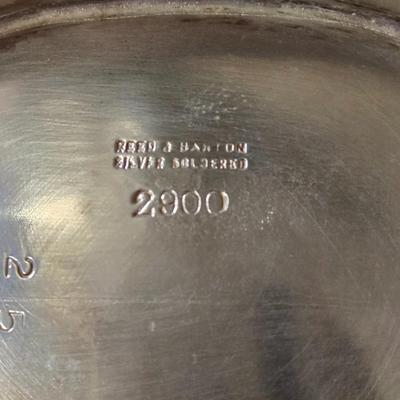 REED & BARTON
SILVER SOLDERED
2900
2
5